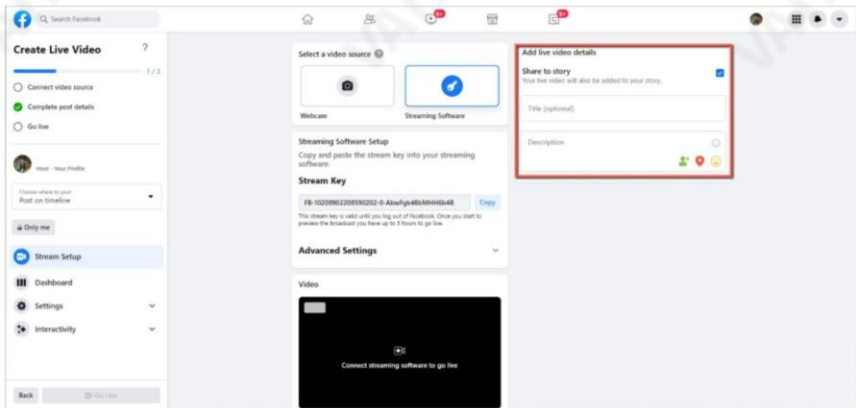 Search Facebook
9+
9+
Create Live Video
?
1 / 3
Connect video source
Complete post details
Go live
Host - Your Profile
Choose where to post
Post on timeline
Only me
Stream Setup
Dashboard
Settings
Interactivity
Back
Go Live
Select a video source
Webcam
Streaming Software
Streaming Software Setup
Copy and paste the stream key into your streaming
software.
Stream Key
Copy
This stream key is valid until you log out of Facebook. Once you start to
preview the broadcast you have up to 5 hours to go live.
Advanced Settings
Video
Connect streaming software to go live
Add live video details
Share to story
Your live video will also be added to your story.
Title (optional)
Description